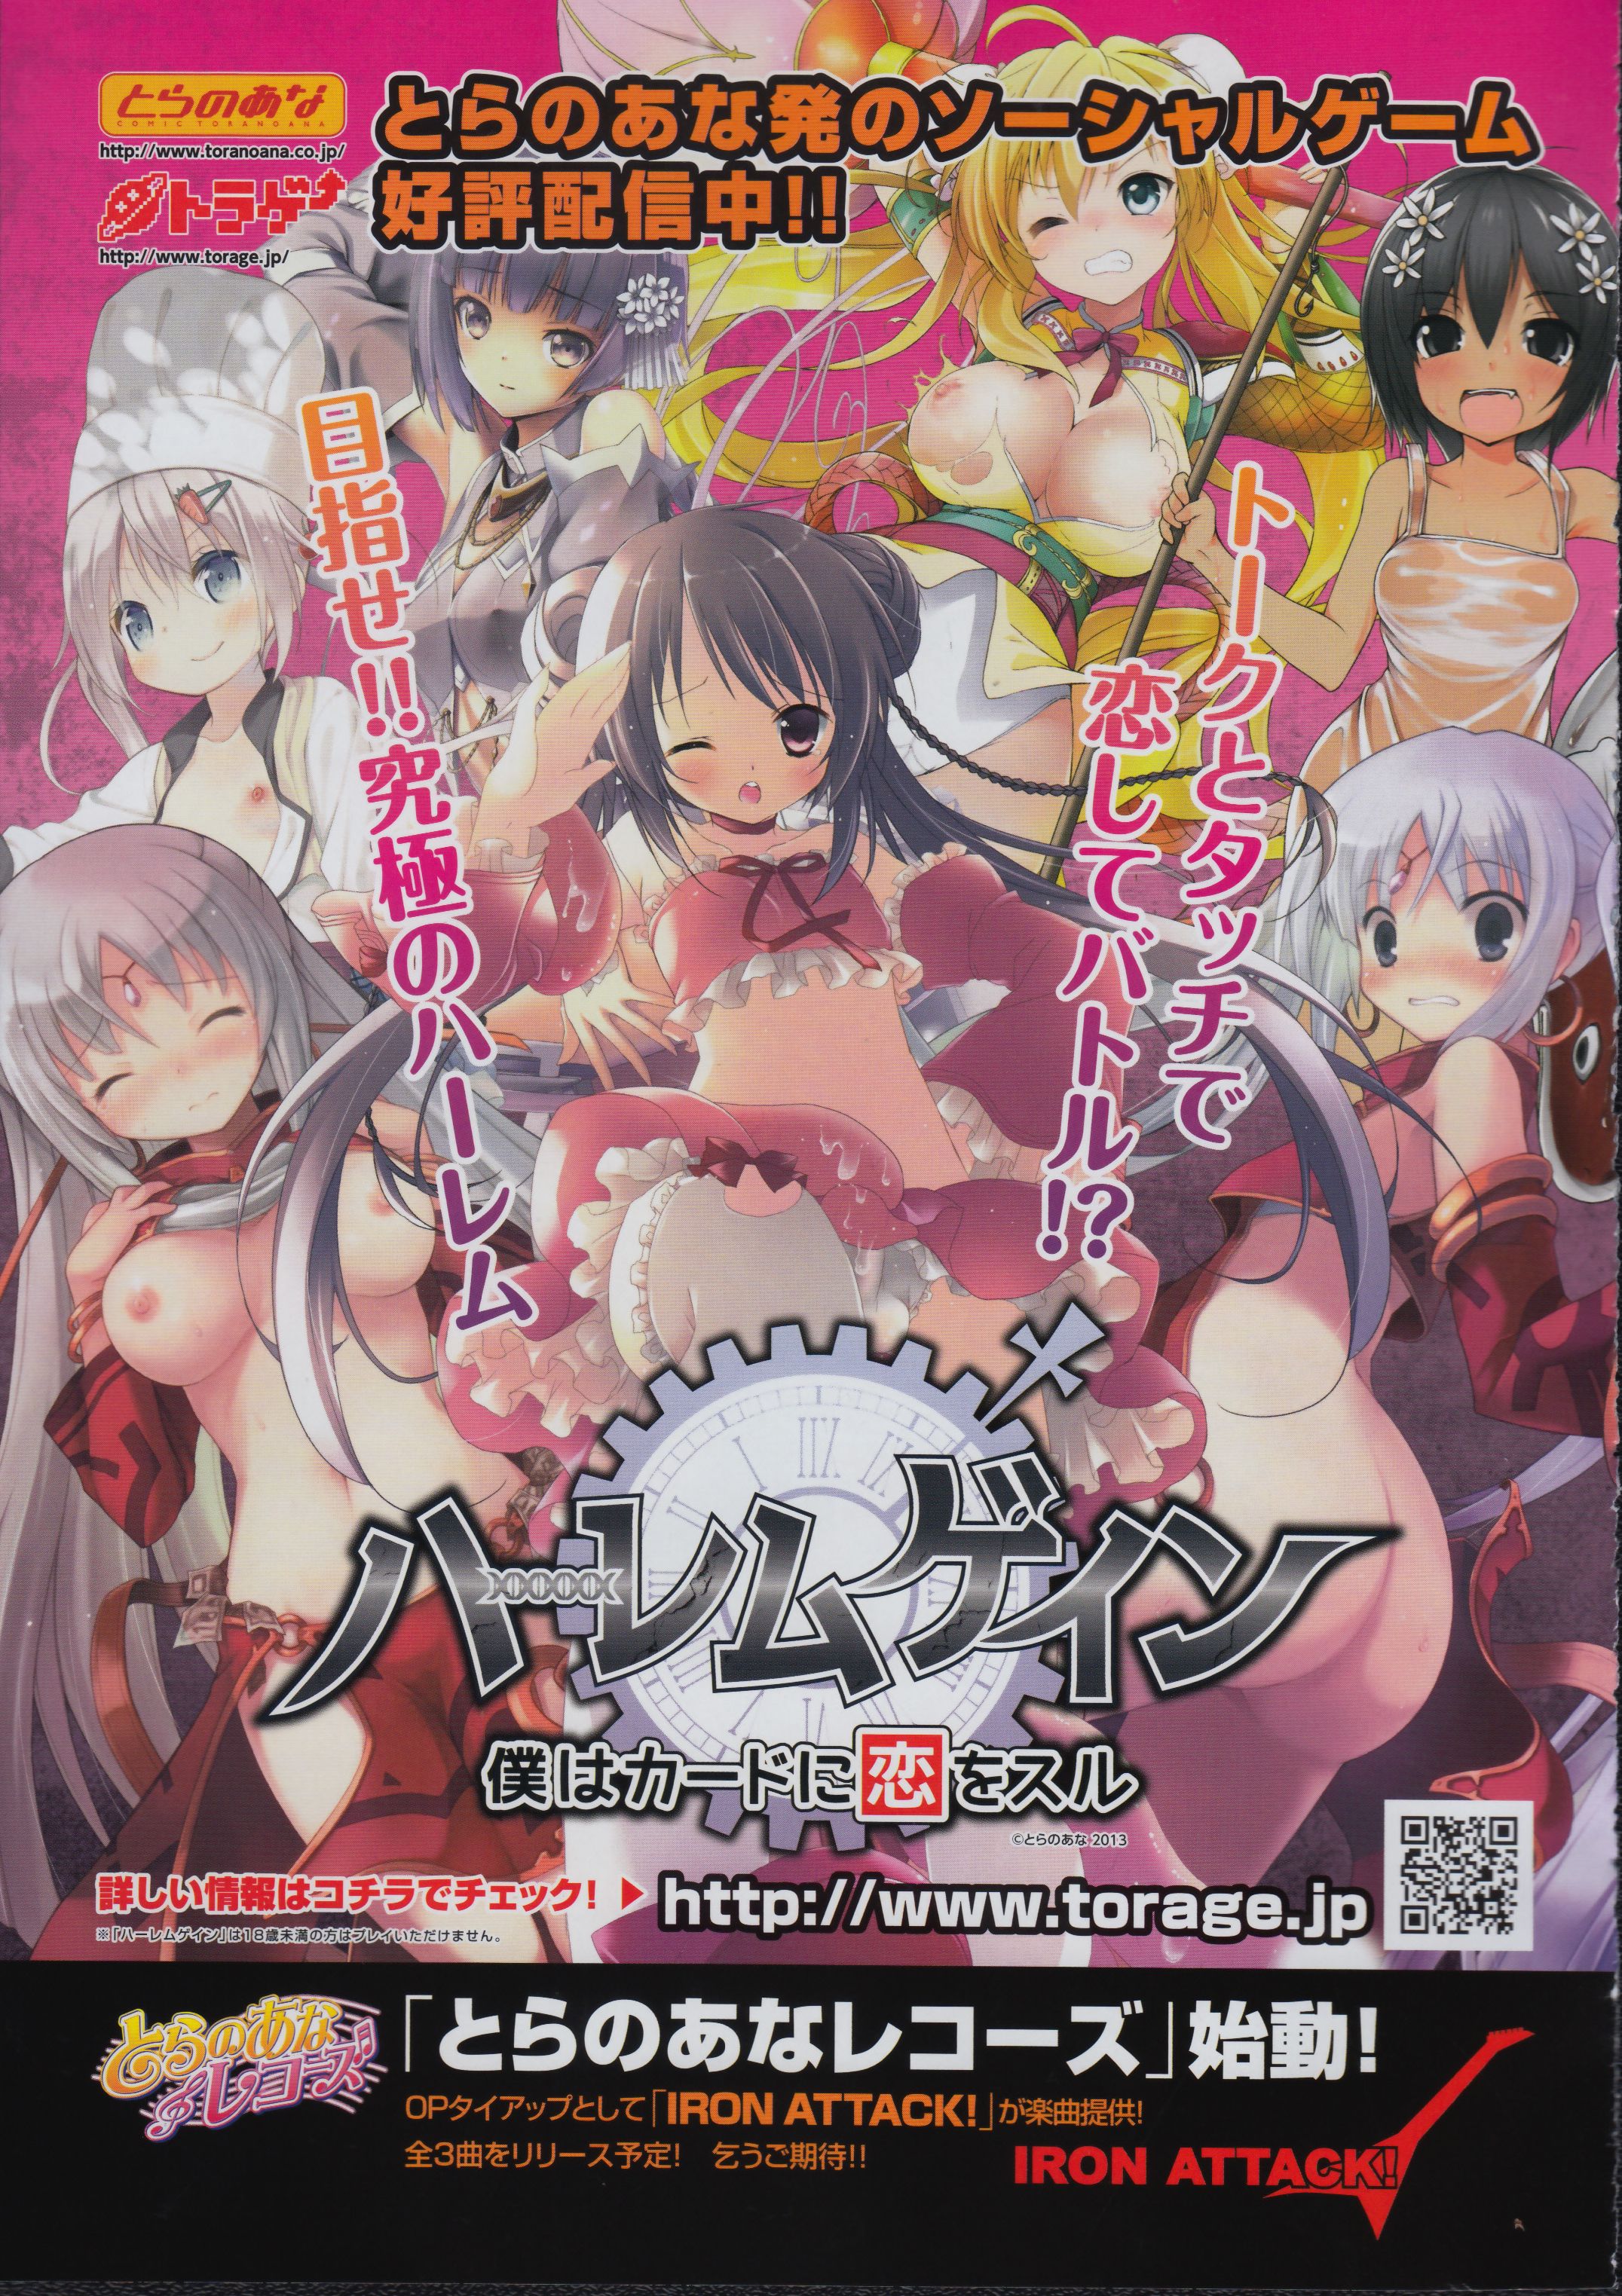 とらのあな
COMIC TORANOANA
http://www.toranoana.co.jp/
トラゲー
http://www.torage.jp/
とらのあな発のソーシャルゲーム
好評配信中!!
トークとタッチで
恋してバトル!?
目指せ!!究極のハーレム
ハーレムゲイン
僕はカードに恋をスル
©とらのあな 2013
詳しい情報はコチラでチェック! ▶ http://www.torage.jp
※「ハーレムゲイン」は18歳未満の方はプレイいただけません。
とらのあな
レコーズ
「とらのあなレコーズ」始動!
OPタイアップとして「IRON ATTACK!」が楽曲提供!
全3曲をリリース予定! 乞うご期待!!
IRON ATTACK!